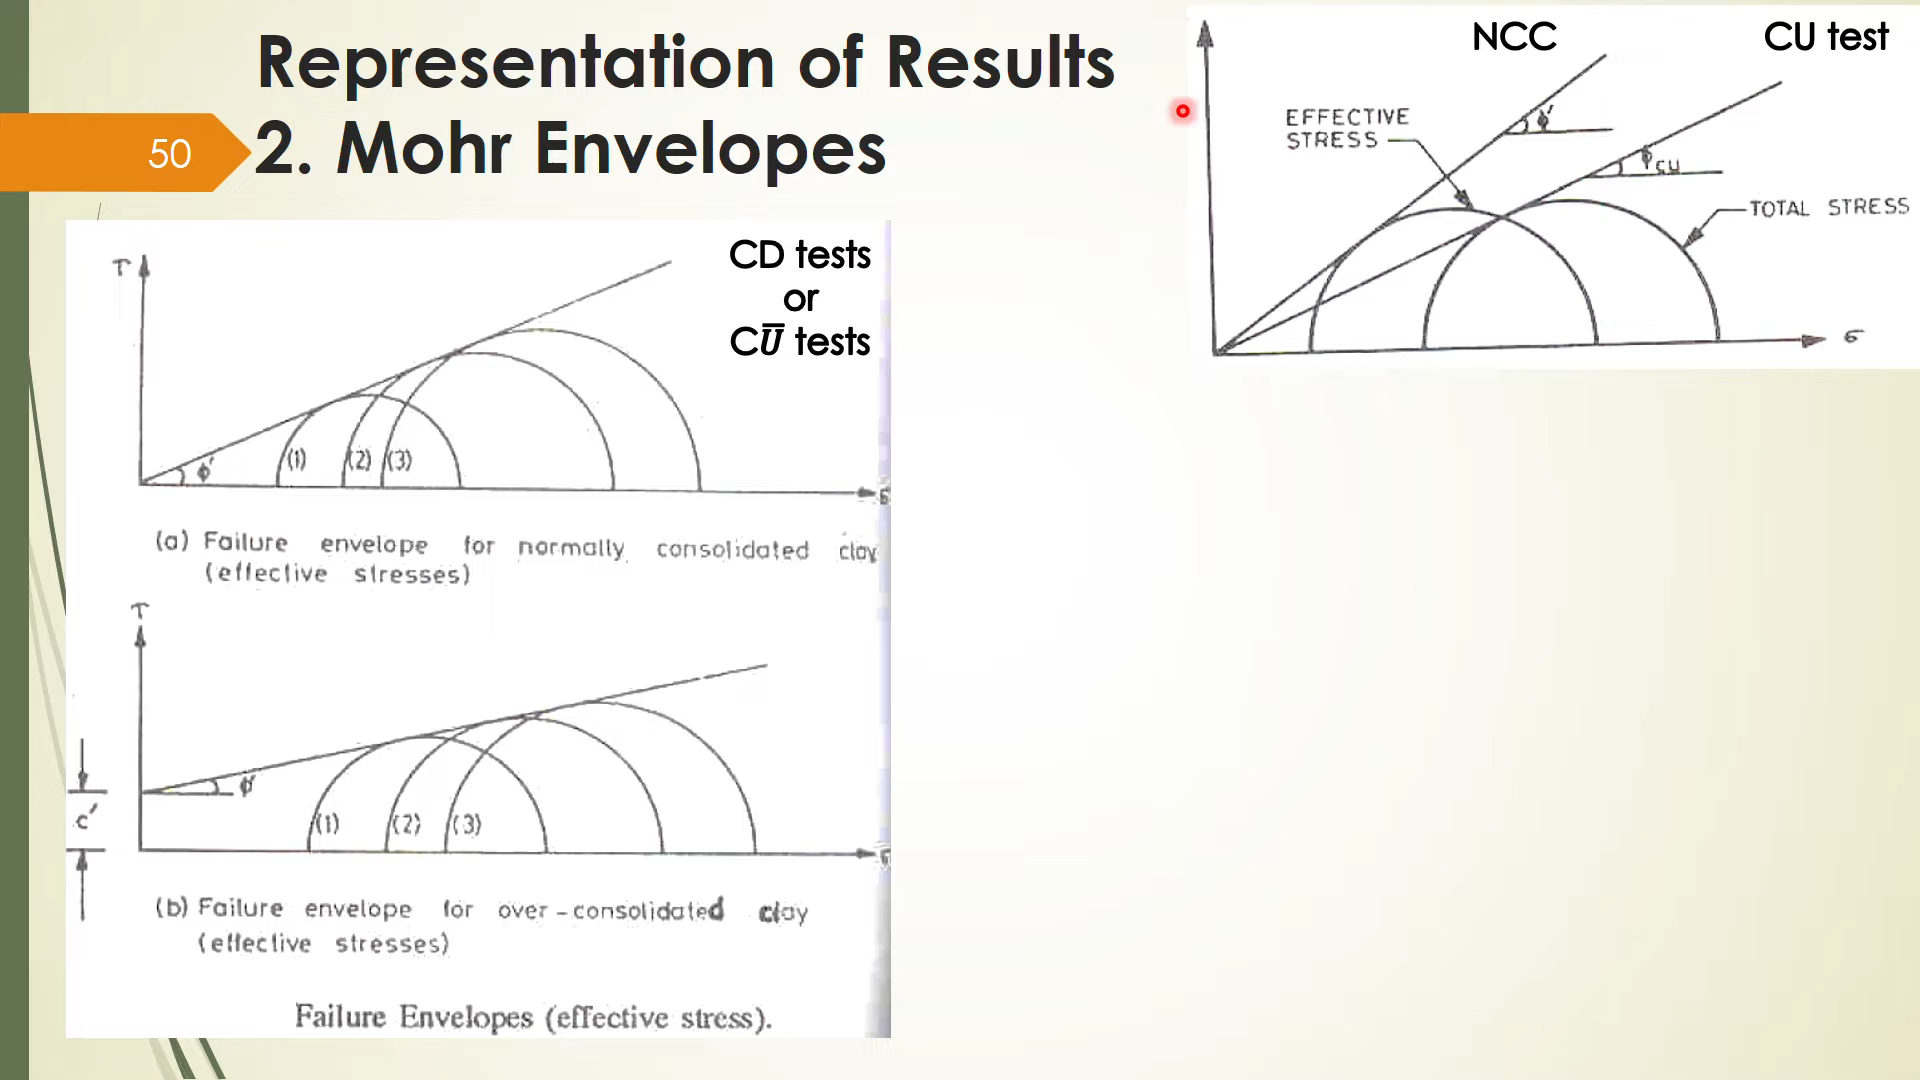 Representation of Results
2. Mohr Envelopes
50
NCC
CU test
EFFECTIVE
STRESS
ϕ'
ϕCU
TOTAL STRESS
σ
CD tests
or
CU̅ tests
τ
ϕ'
(1) (2) (3)
σ
(a) Failure envelope for normally consolidated clay
(effective stresses)
τ
ϕ'
c'
(1) (2) (3)
σ
(b) Failure envelope for over-consolidated clay
(effective stresses)
Failure Envelopes (effective stress).